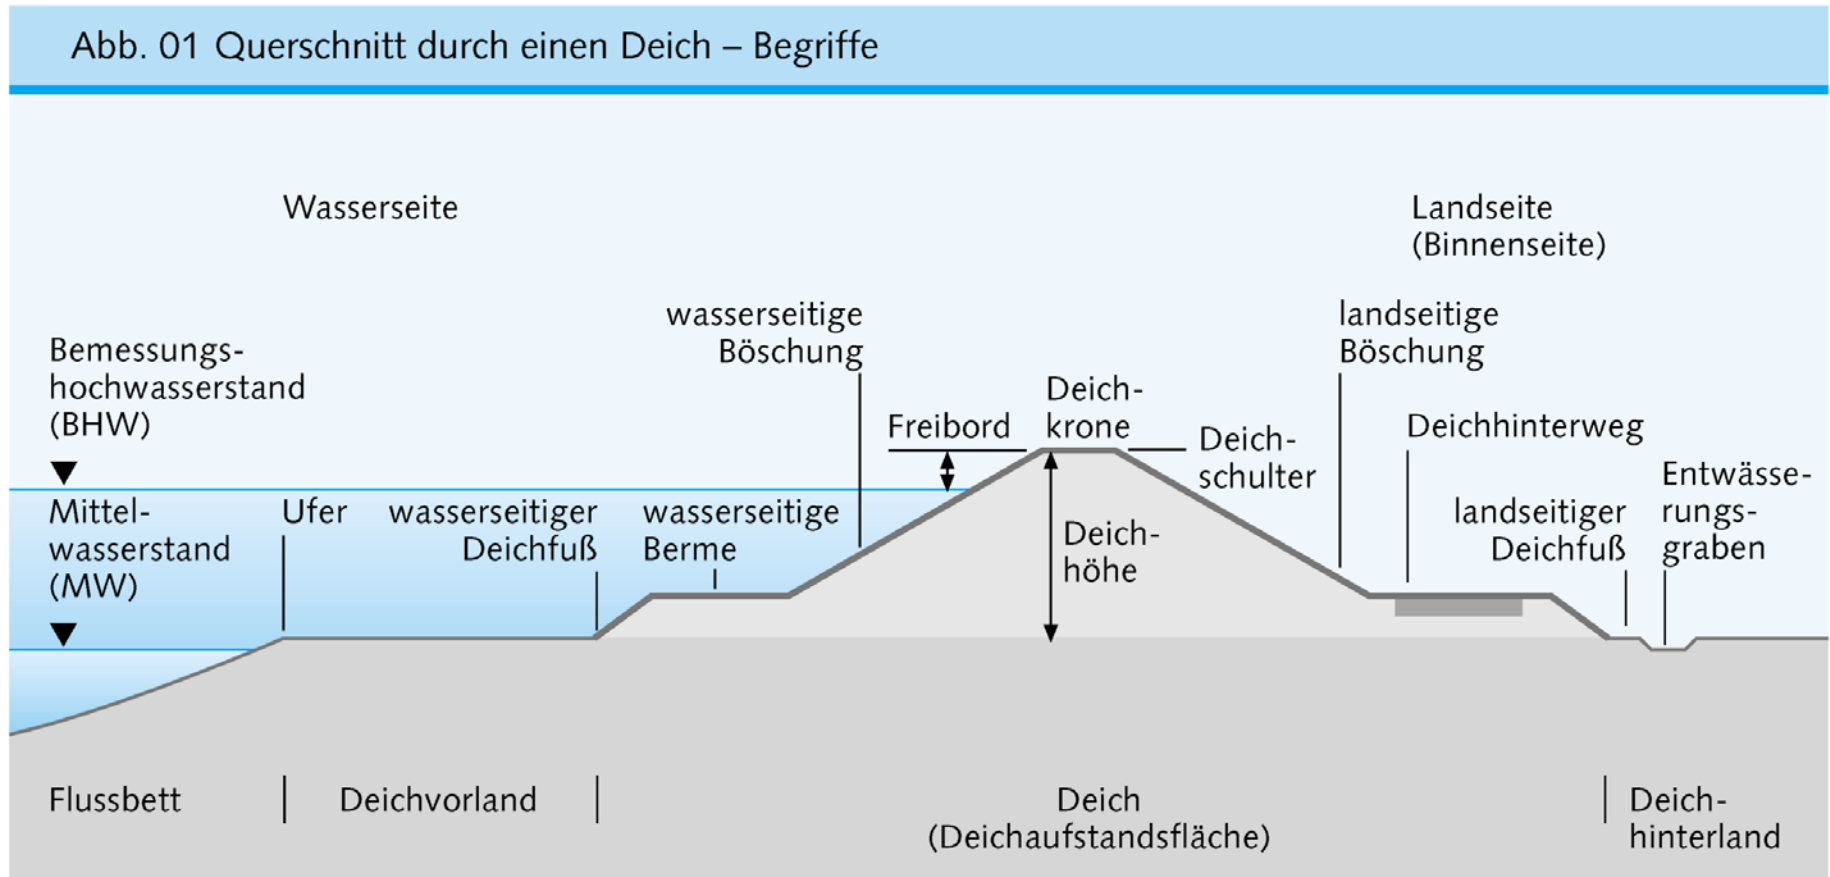 Abb. 01 Querschnitt durch einen Deich – Begriffe
Wasserseite
Landseite
(Binnenseite)
wasserseitige
Böschung
landseitige
Böschung
Bemessungs-
hochwasserstand
(BHW)
Freibord
Deich-
krone
Deich-
schulter
Deichhinterweg
Mittel-
wasserstand
(MW)
Ufer
wasserseitiger
Deichfuß
wasserseitige
Berme
Deich-
höhe
landseitiger
Deichfuß
Entwässe-
rungs-
graben
Flussbett
Deichvorland
Deich
(Deichaufstandsfläche)
Deich-
hinterland